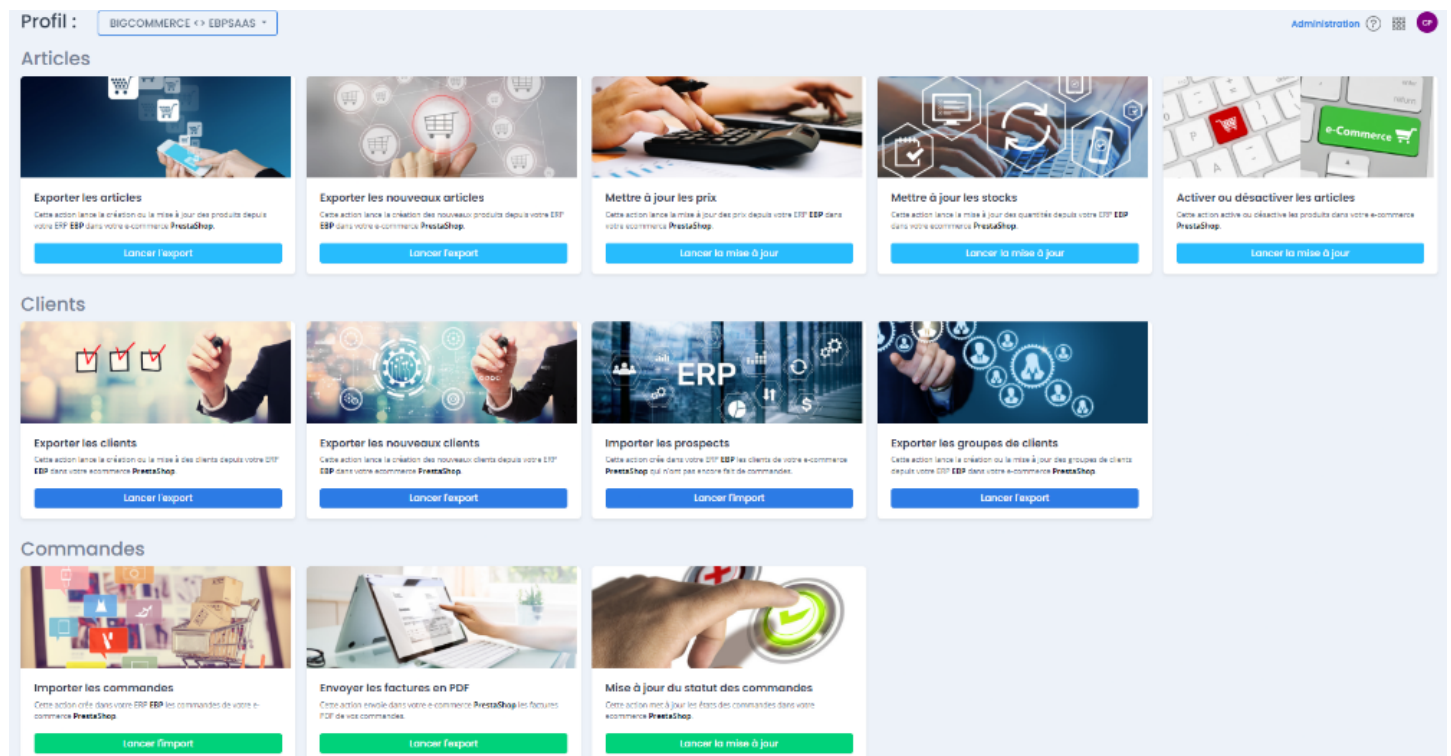 Profil :
BIGCOMMERCE <> EBPSAAS
Administration ?
CP
Articles
return
e-Commerce
Exporter les articles
Exporter les nouveaux articles
Mettre à jour les prix
Mettre à jour les stocks
Activer ou désactiver les articles
Cette action lance la création ou la mise à jour des produits depuis
votre ERP EBP dans votre e-commerce PrestaShop.
Cette action lance la création des nouveaux produits depuis votre ERP
EBP dans votre e-commerce PrestaShop.
Cette action lance la mise à jour des prix depuis votre ERP EBP dans
votre ecommerce PrestaShop.
Cette action lance la mise à jour des quantités depuis votre ERP EBP
dans votre ecommerce PrestaShop.
Cette action active ou désactive les produits dans votre e-commerce
PrestaShop.
Lancer l'export
Lancer l'export
Lancer la mise à jour
Lancer la mise à jour
Lancer la mise à jour
Clients
ERP
Exporter les clients
Exporter les nouveaux clients
Importer les prospects
Exporter les groupes de clients
Cette action lance la création ou la mise à des clients depuis votre ERP
EBP dans votre ecommerce PrestaShop.
Cette action lance la création des nouveaux clients depuis votre ERP
EBP dans votre ecommerce PrestaShop.
Cette action crée dans votre ERP EBP les clients de votre e-commerce
PrestaShop qui n'ont pas encore fait de commandes.
Cette action lance la création ou la mise à jour des groupes de clients
depuis votre ERP EBP dans votre e-commerce PrestaShop.
Lancer l'export
Lancer l'export
Lancer l'import
Lancer l'export
Commandes
Importer les commandes
Envoyer les factures en PDF
Mise à jour du statut des commandes
Cette action crée dans votre ERP EBP les commandes de votre e-
commerce PrestaShop
Cette action envoie dans votre e-commerce PrestaShop les factures
PDF de vos commandes.
Cette action met à jour les états des commandes dans votre
ecommerce PrestaShop.
Lancer l'import
Lancer l'export
Lancer la mise à jour